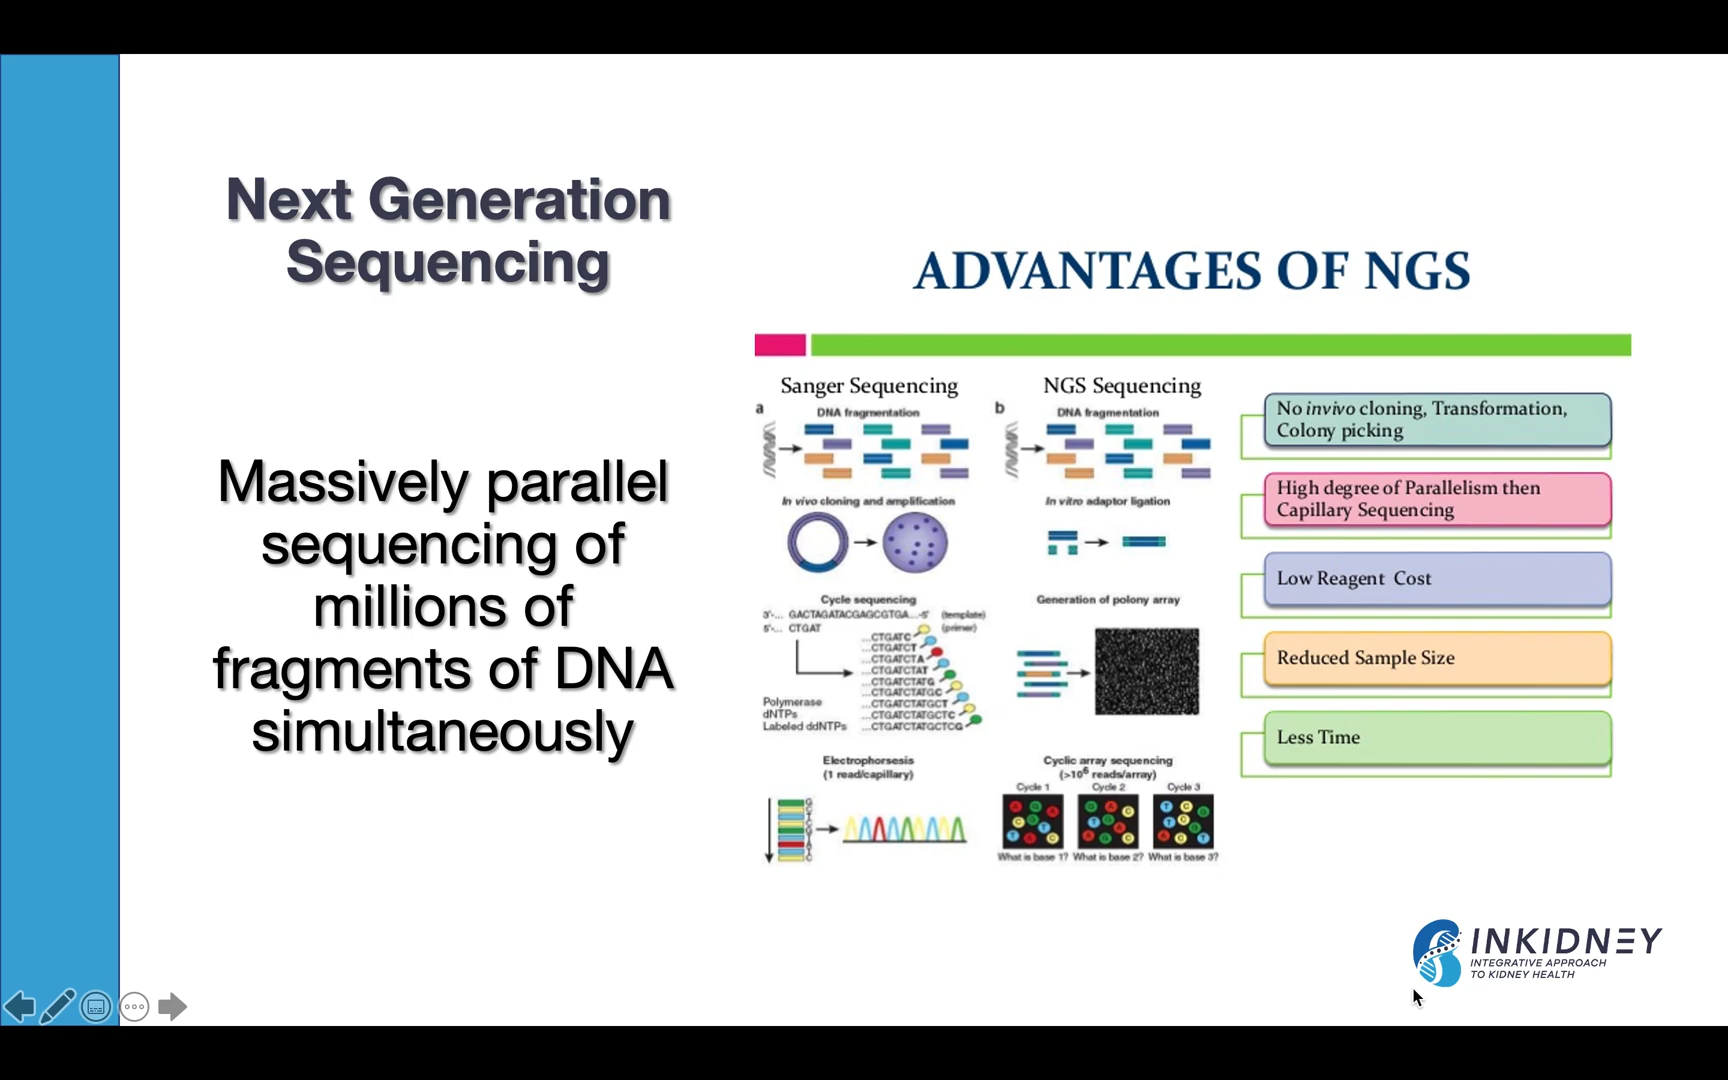 Next Generation
Sequencing
Massively parallel
sequencing of
millions of
fragments of DNA
simultaneously
ADVANTAGES OF NGS
Sanger Sequencing
a
DNA fragmentation
In vivo cloning and amplification
Cycle sequencing
3'-... GACTAGATACGAGCGTGA...-5' (template)
5'-... CTGAT (primer)
...CTGATC
...CTGATCT
...CTGATCTA
...CTGATCTAT
...CTGATCTATG
...CTGATCTATGC
...CTGATCTATGCT
...CTGATCTATGCTC
...CTGATCTATGCTCG
Polymerase
dNTPs
Labeled ddNTPs
Electrophorsesis
(1 read/capillary)
NGS Sequencing
b
DNA fragmentation
In vitro adaptor ligation
Generation of polony array
Cyclic array sequencing
(>10⁶ reads/array)
Cycle 1 Cycle 2 Cycle 3
What is base 1? What is base 2? What is base 3?
No invivo cloning, Transformation,
Colony picking
High degree of Parallelism then
Capillary Sequencing
Low Reagent Cost
Reduced Sample Size
Less Time
INKIDNEY
INTEGRATIVE APPROACH
TO KIDNEY HEALTH